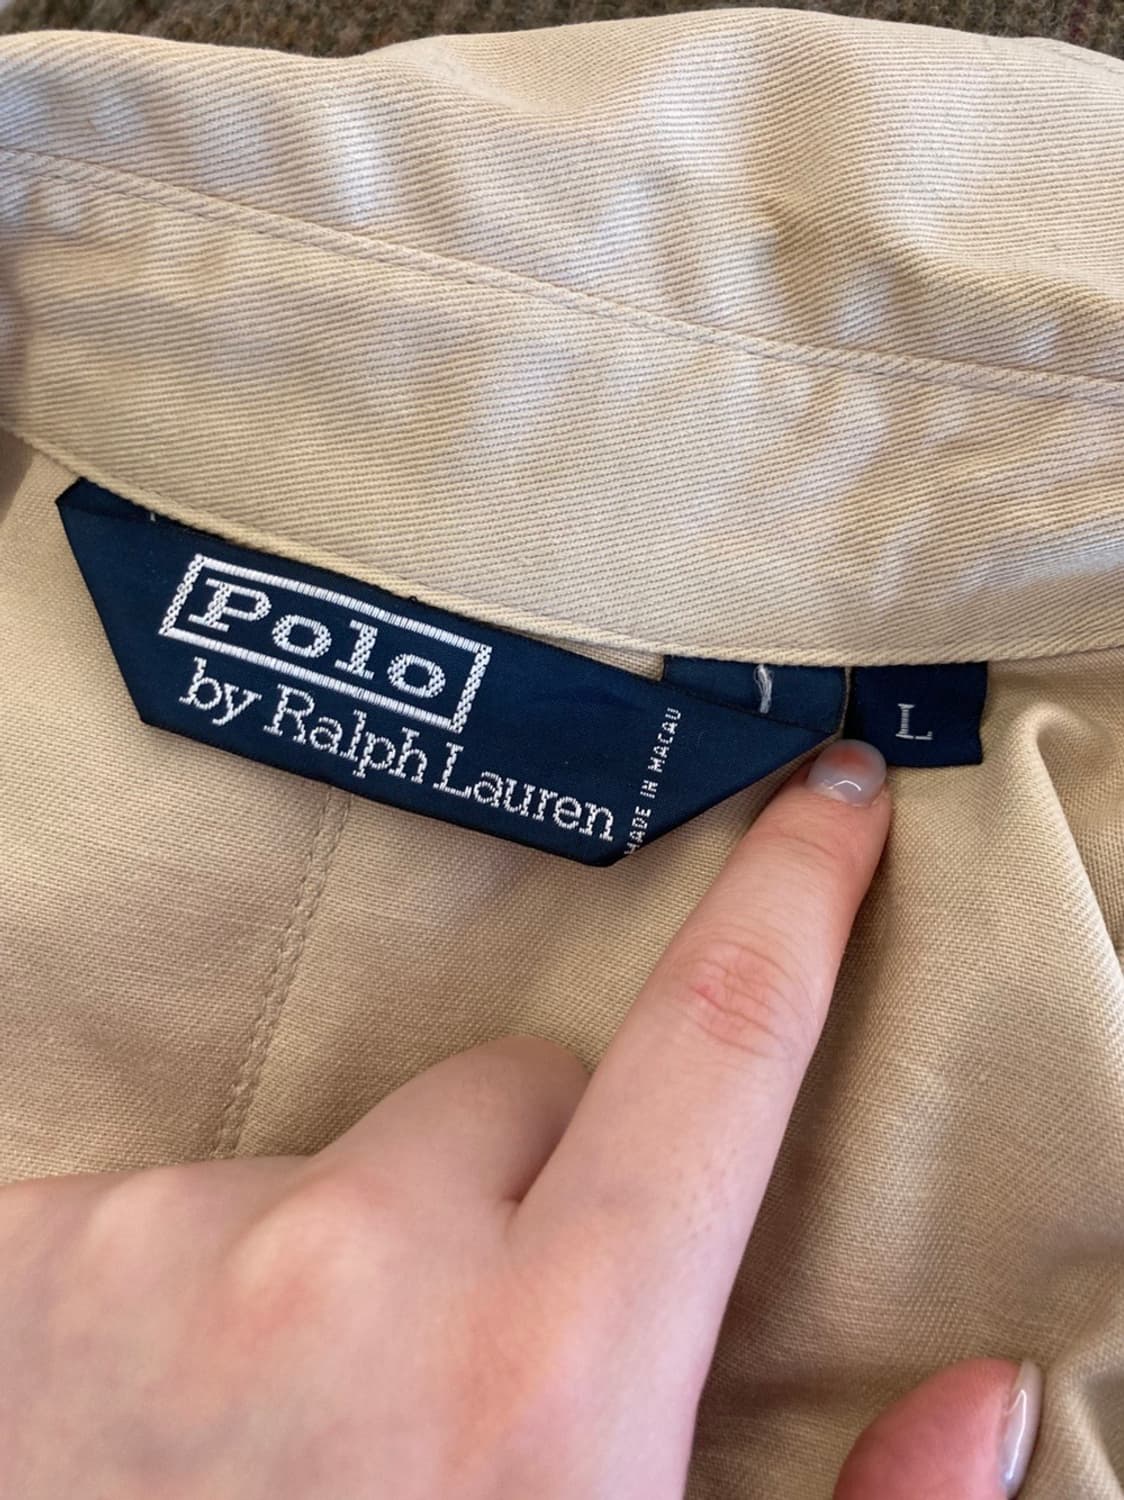 Polo
by Ralph Lauren
MADE IN MACAU
L